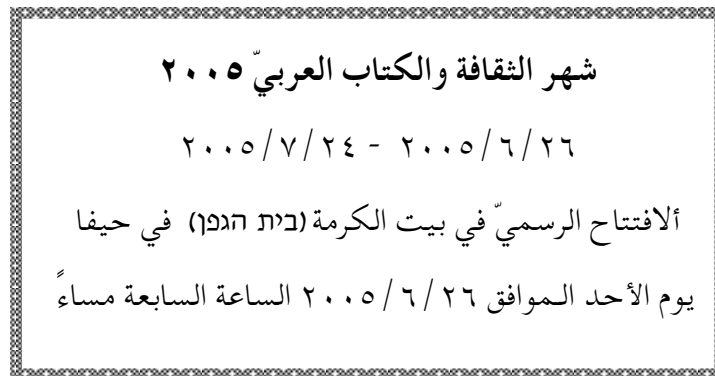 شهر الثقافة والكتاب العربيّ ٢٠٠٥
٢٠٠٥/٦/٢٦ - ٢٠٠٥/٧/٢٤
ألافتتاح الرسميّ في بيت الكرمة (בית הגפן) في حيفا
يوم الأحد الـموافق ٢٠٠٥/٦/٢٦ الساعة السابعة مساءً